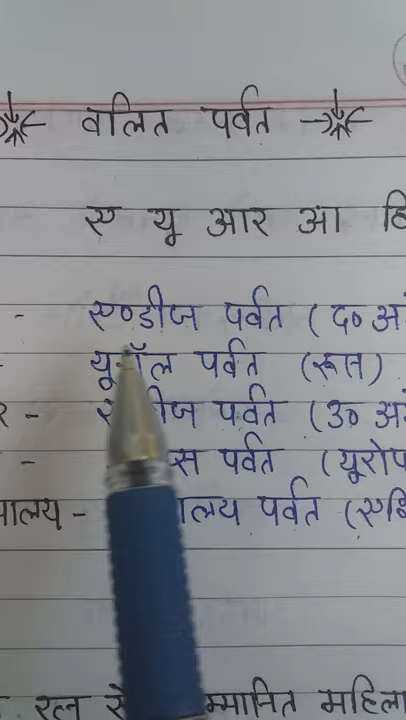 वलित पर्वत
ए यू आर आ हि
- एण्डीज पर्वत (द० अ
यूराल पर्वत (रूस)
र - पर्वत (उ० अ
- पर्वत (यूरोप
मालय - पर्वत (एशि
रत्न से सम्मानित महिला